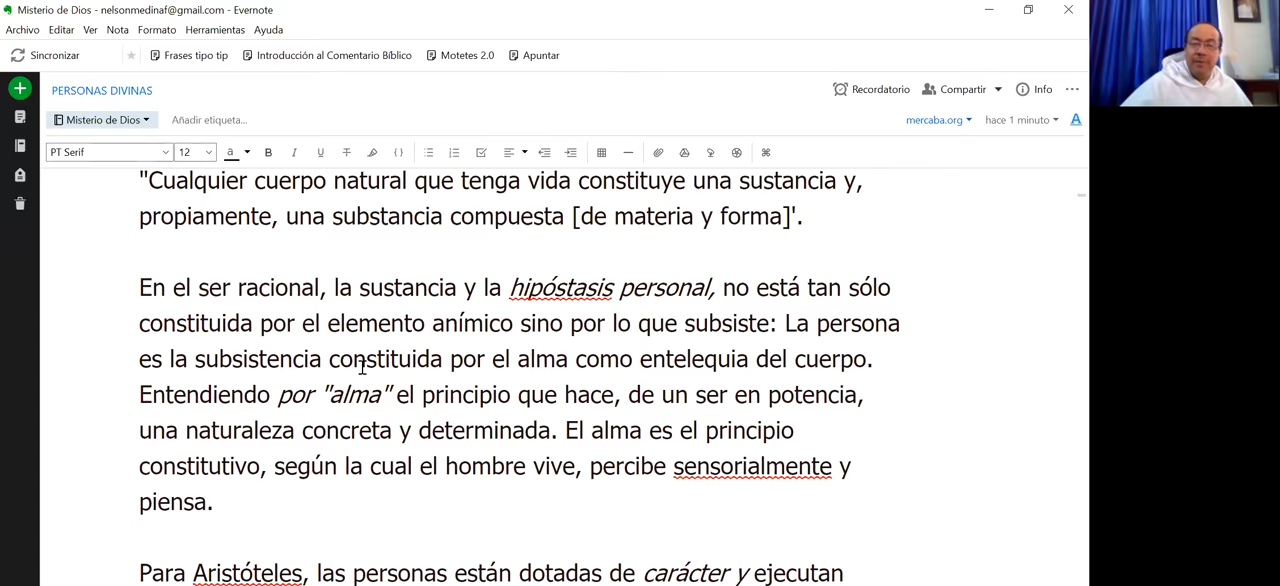 Misterio de Dios - nelsonmedinaf@gmail.com - Evernote
Archivo Editar Ver Nota Formato Herramientas Ayuda
Sincronizar Frases tipo tip Introducción al Comentario Bíblico Motetes 2.0 Apuntar
PERSONAS DIVINAS Recordatorio Compartir Info
Misterio de Dios Añadir etiqueta... mercaba.org hace 1 minuto
PT Serif 12 a B I U T
"Cualquier cuerpo natural que tenga vida constituye una sustancia y,
propiamente, una substancia compuesta [de materia y forma]'.
En el ser racional, la sustancia y la hipóstasis personal, no está tan sólo
constituida por el elemento anímico sino por lo que subsiste: La persona
es la subsistencia constituida por el alma como entelequia del cuerpo.
Entendiendo por "alma" el principio que hace, de un ser en potencia,
una naturaleza concreta y determinada. El alma es el principio
constitutivo, según la cual el hombre vive, percibe sensorialmente y
piensa.
Para Aristóteles, las personas están dotadas de carácter y ejecutan